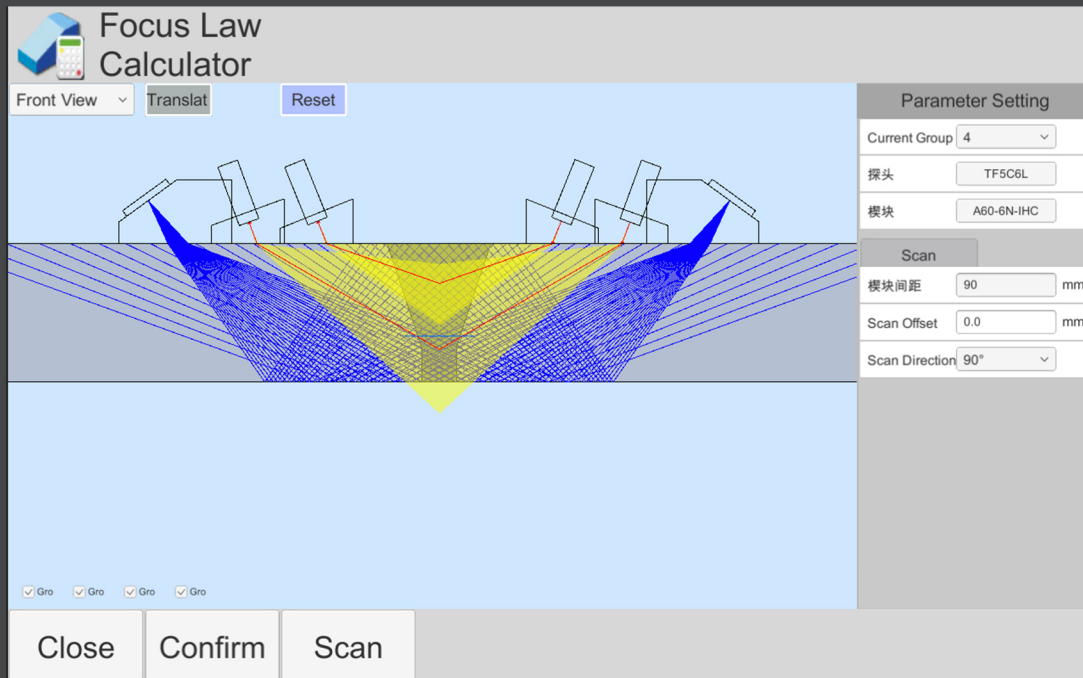 Focus Law
Calculator
Front View
Translat
Reset
Parameter Setting
Current Group 4
探头 TF5C6L
楔块 A60-6N-IHC
Scan
楔块间距 90 mm
Scan Offset 0.0 mm
Scan Direction 90°
Gro Gro Gro Gro
Close Confirm Scan